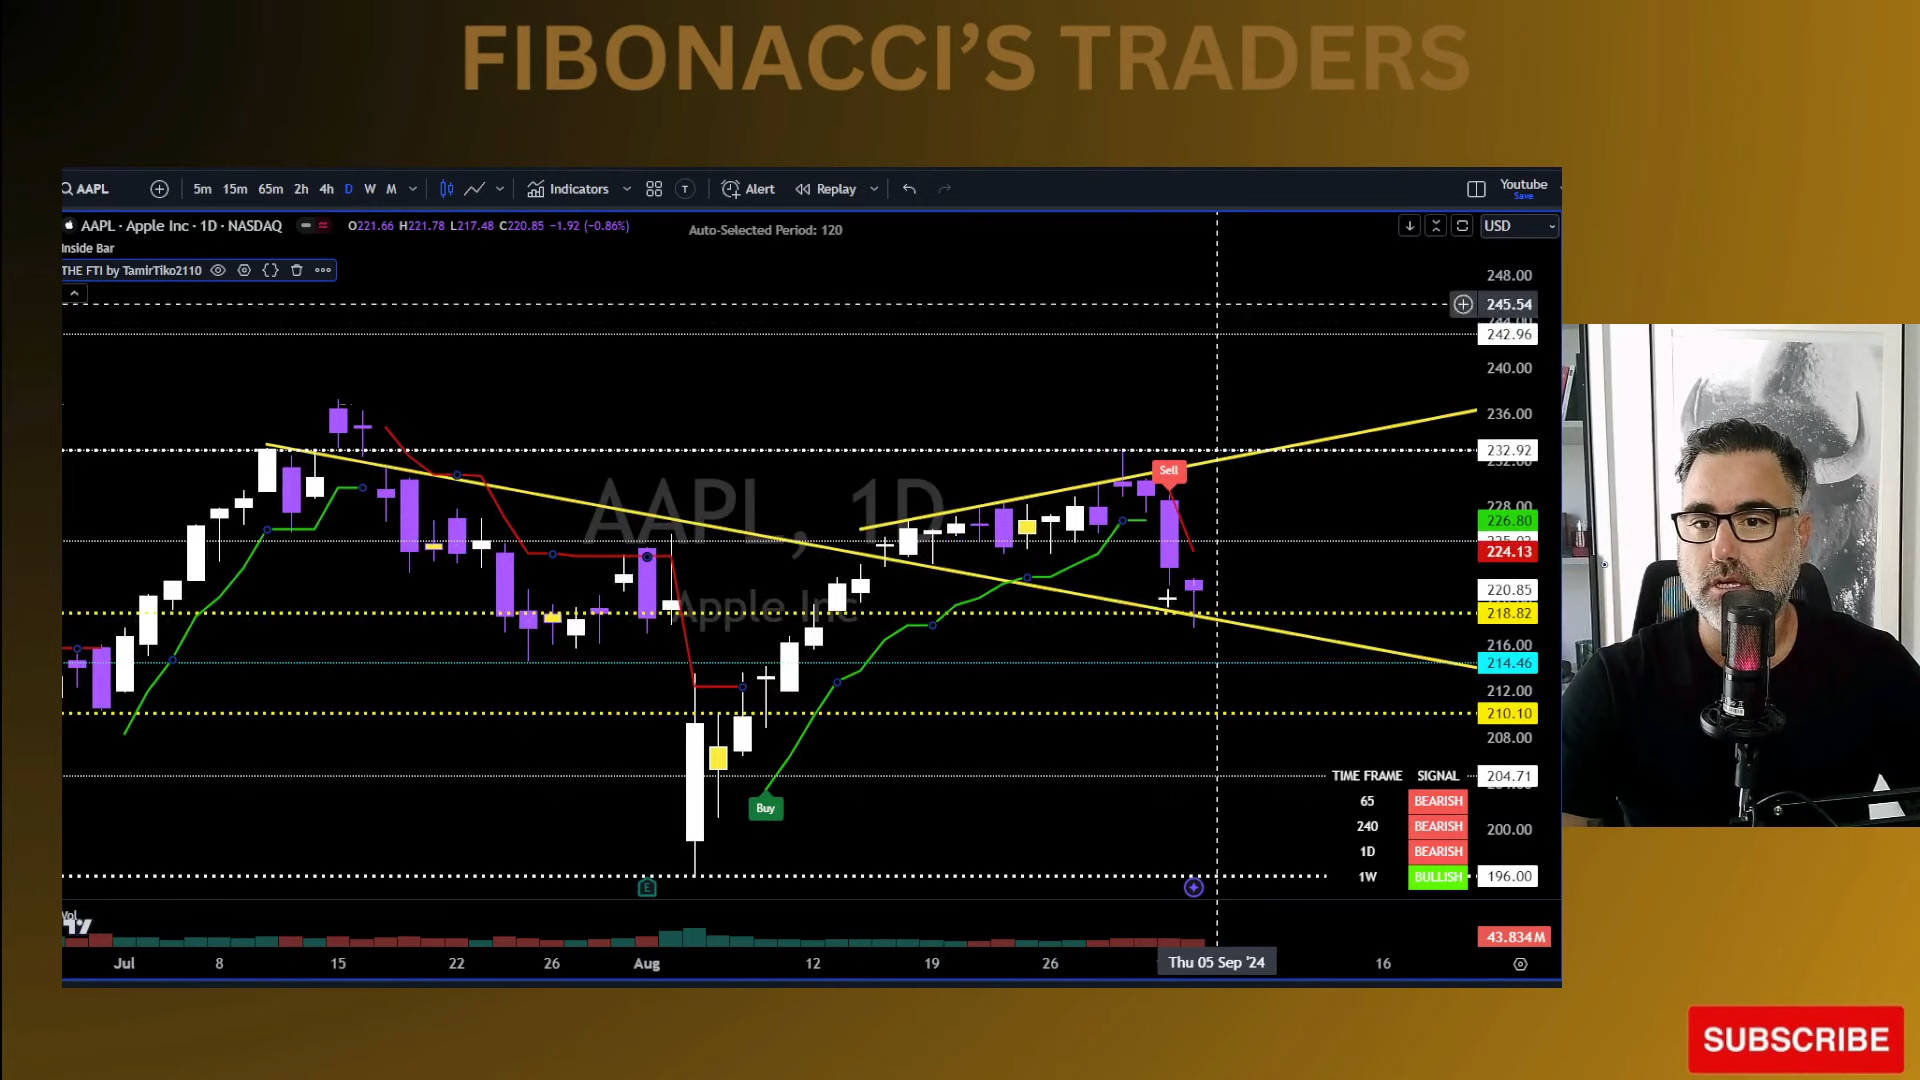 FIBONACCI'S TRADERS
AAPL 5m 15m 65m 2h 4h D W M Indicators T Alert Replay Youtube
Save
AAPL · Apple Inc · 1D · NASDAQ O221.66 H221.78 L217.48 C220.85 -1.92 (-0.86%) Auto-Selected Period: 120 USD
Inside Bar
THE FTI by TamirTiko2110
248.00
245.54
242.96
240.00
236.00
232.92
Sell
228.00
AAPL, 1D
226.80
224.13
220.85
Apple Inc
218.82
216.00
214.46
212.00
210.10
208.00
TIME FRAME SIGNAL 204.71
65 BEARISH
Buy
240 BEARISH 200.00
1D BEARISH
1W BULLISH 196.00
E
Vol
43.834M
Jul 8 15 22 26 Aug 12 19 26 Thu 05 Sep '24 16
SUBSCRIBE